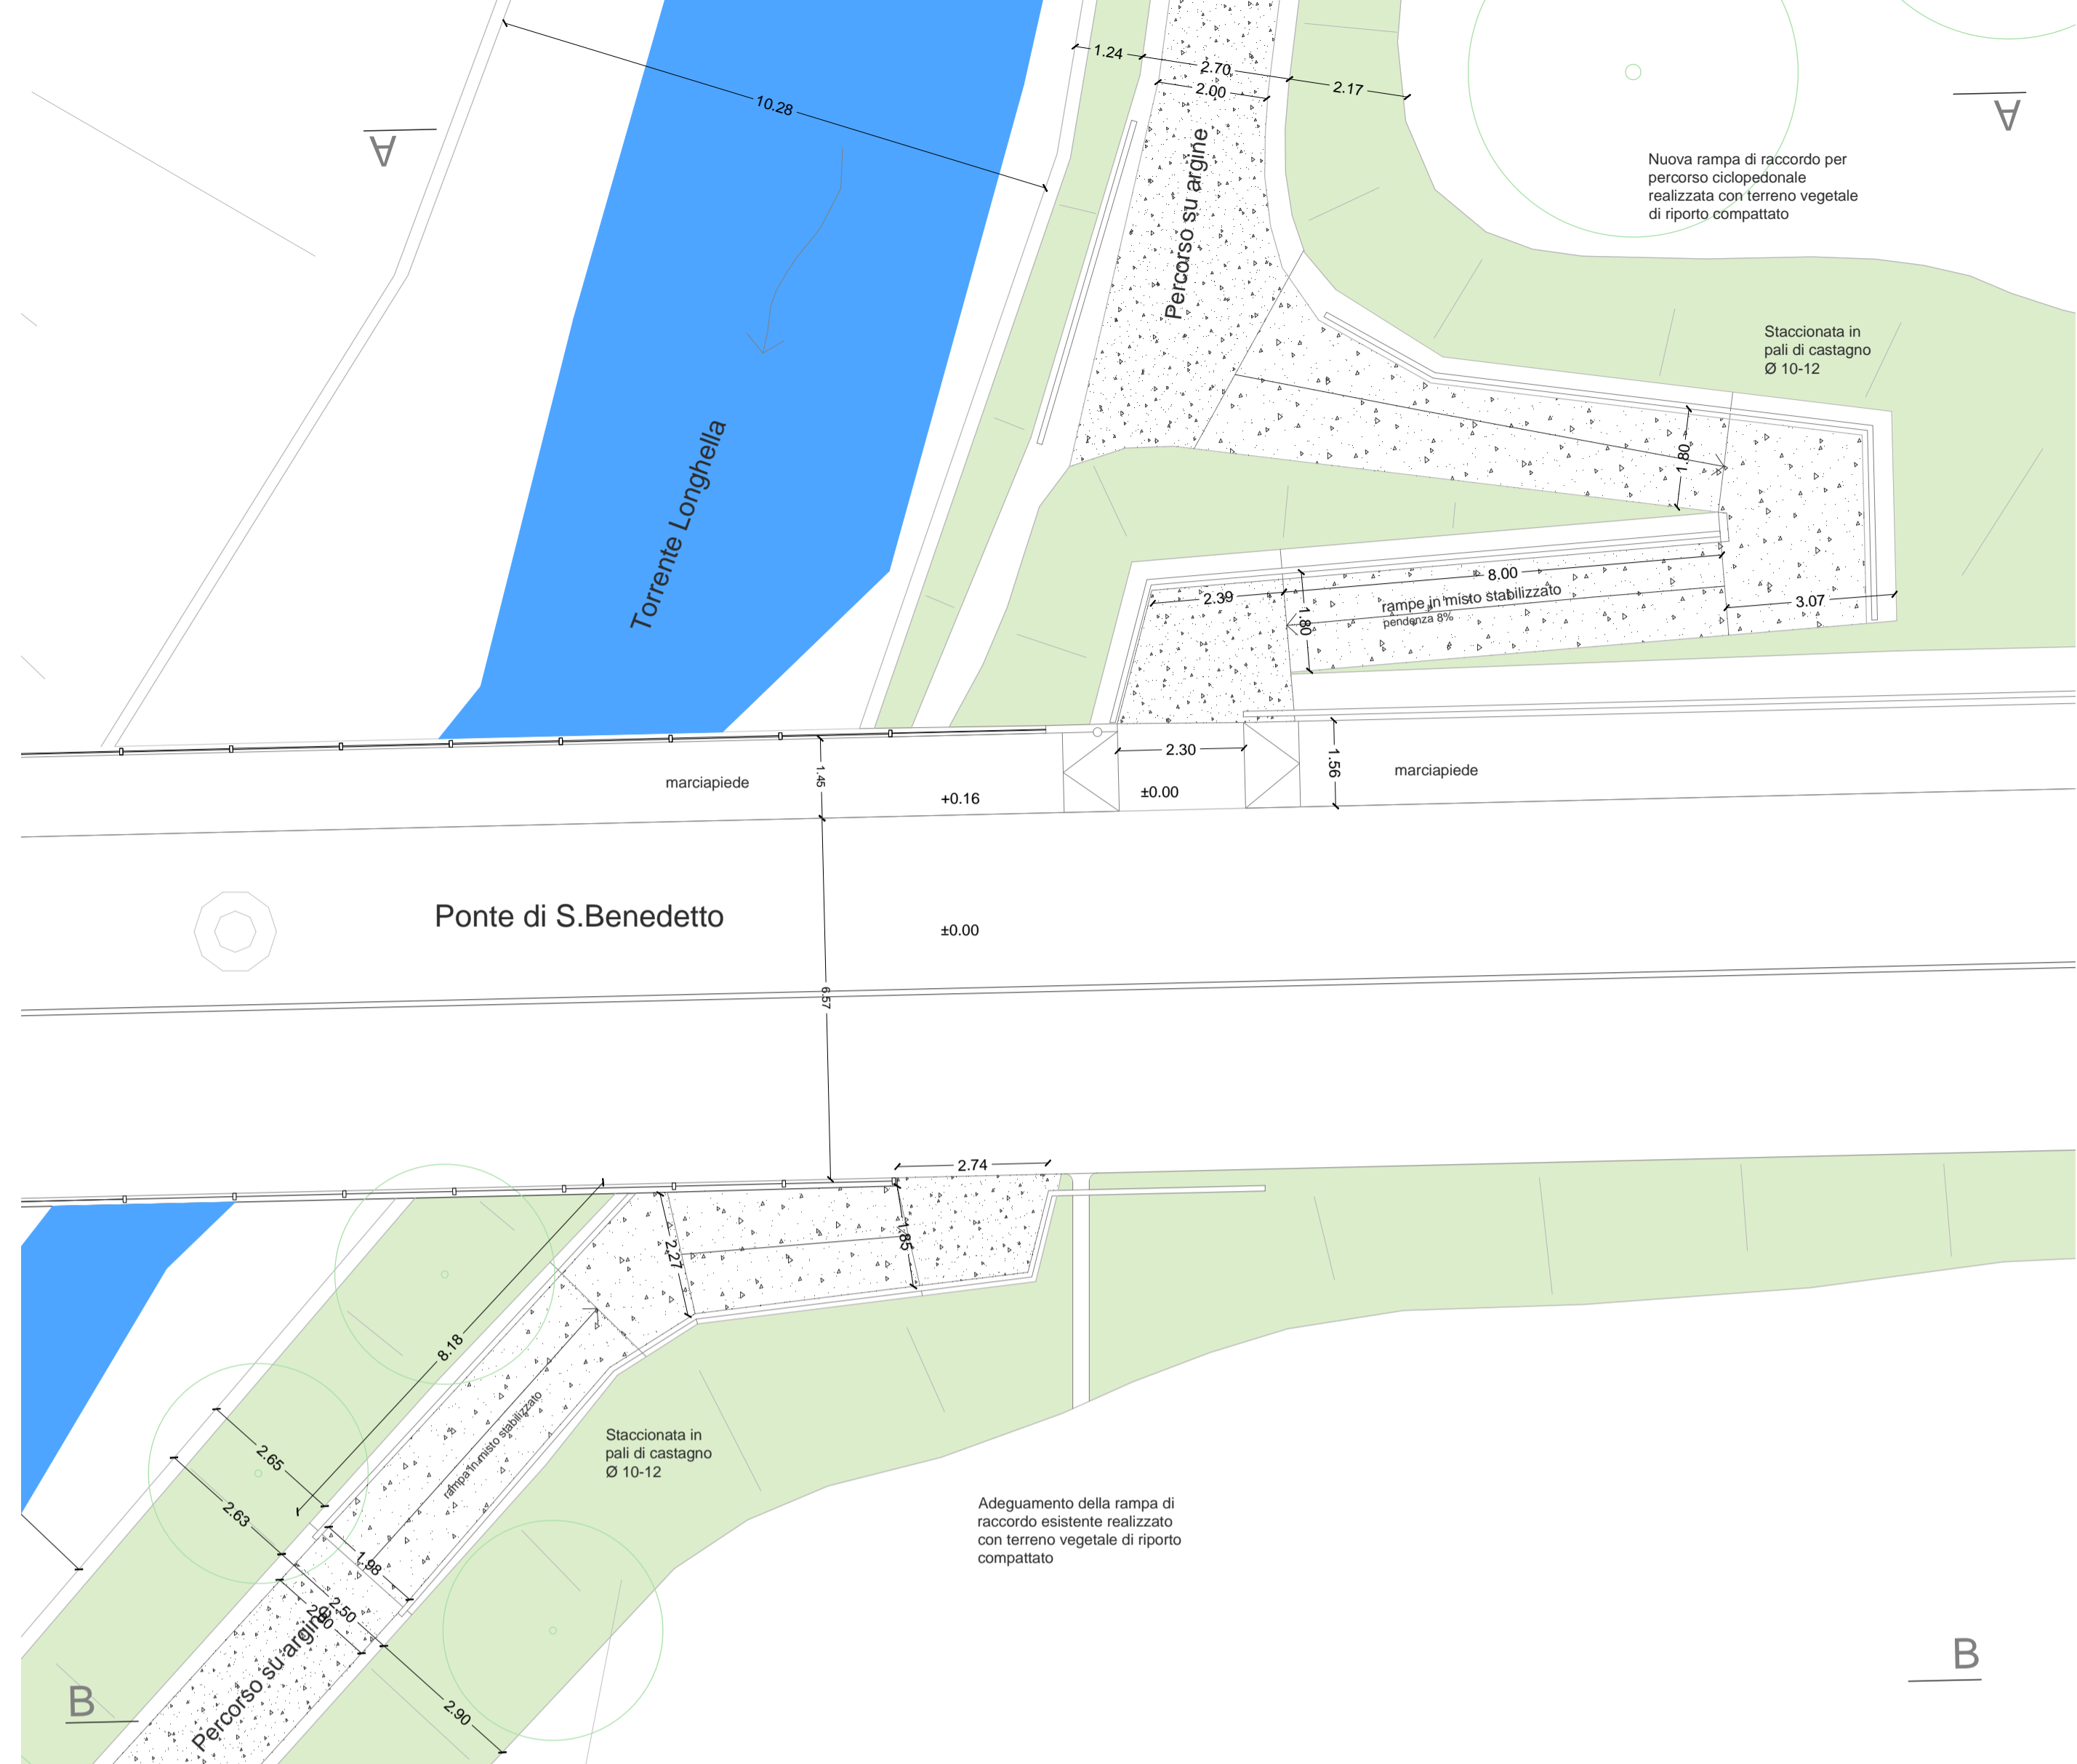 1.24
2.70
2.00
2.17
10.28
A
A
Percorso su argine
Nuova rampa di raccordo per
percorso ciclopedonale
realizzata con terreno vegetale
di riporto compattato
Staccionata in
pali di castagno
Ø 10-12
Torrente Longhella
1.80
8.00
2.39
rampe in misto stabilizzato
pendenza 8%
1.80
3.07
2.30
1.45
marciapiede
+0.16
±0.00
1.56
marciapiede
Ponte di S.Benedetto
±0.00
6.57
2.74
1.85
2.27
8.18
rampa in misto stabilizzato
Staccionata in
pali di castagno
Ø 10-12
2.65
2.63
Adeguamento della rampa di
raccordo esistente realizzato
con terreno vegetale di riporto
compattato
1.98
2.50
Percorso su argine
2.90
B
B